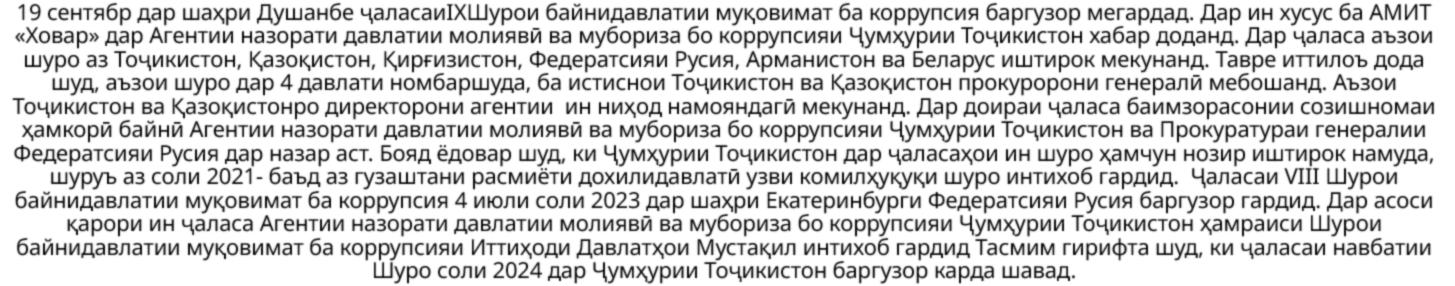 19 сентябр дар шаҳри Душанбе ҷаласаиIXШурои байнидавлатии муқовимат ба коррупсия баргузор мегардад. Дар ин хусус ба АМИТ
«Ховар» дар Агентии назорати давлатии молиявӣ ва мубориза бо коррупсияи Ҷумҳурии Тоҷикистон хабар доданд. Дар ҷаласа аъзои
шуро аз Тоҷикистон, Қазоқистон, Қирғизистон, Федератсияи Русия, Арманистон ва Беларус иштирок мекунанд. Тавре иттилоъ дода
шуд, аъзои шуро дар 4 давлати номбаршуда, ба истиснои Тоҷикистон ва Қазоқистон прокуророни генералӣ мебошанд. Аъзои
Тоҷикистон ва Қазоқистонро директорони агентии  ин ниҳод намояндагӣ мекунанд. Дар доираи ҷаласа баимзорасонии созишномаи
ҳамкорӣ байнӣ Агентии назорати давлатии молиявӣ ва мубориза бо коррупсияи Ҷумҳурии Тоҷикистон ва Прокуратураи генералии
Федератсияи Русия дар назар аст. Бояд ёдовар шуд, ки Ҷумҳурии Тоҷикистон дар ҷаласаҳои ин шуро ҳамчун нозир иштирок намуда,
шуруъ аз соли 2021- баъд аз гузаштани расмиёти дохилидавлатӣ узви комилҳуқуқи шуро интихоб гардид.  Ҷаласаи VIII Шурои
байнидавлатии муқовимат ба коррупсия 4 июли соли 2023 дар шаҳри Екатеринбурги Федератсияи Русия баргузор гардид. Дар асоси
қарори ин ҷаласа Агентии назорати давлатии молиявӣ ва мубориза бо коррупсияи Ҷумҳурии Тоҷикистон ҳамраиси Шурои
байнидавлатии муқовимат ба коррупсияи Иттиҳоди Давлатҳои Мустақил интихоб гардид Тасмим гирифта шуд, ки ҷаласаи навбатии
Шуро соли 2024 дар Ҷумҳурии Тоҷикистон баргузор карда шавад.